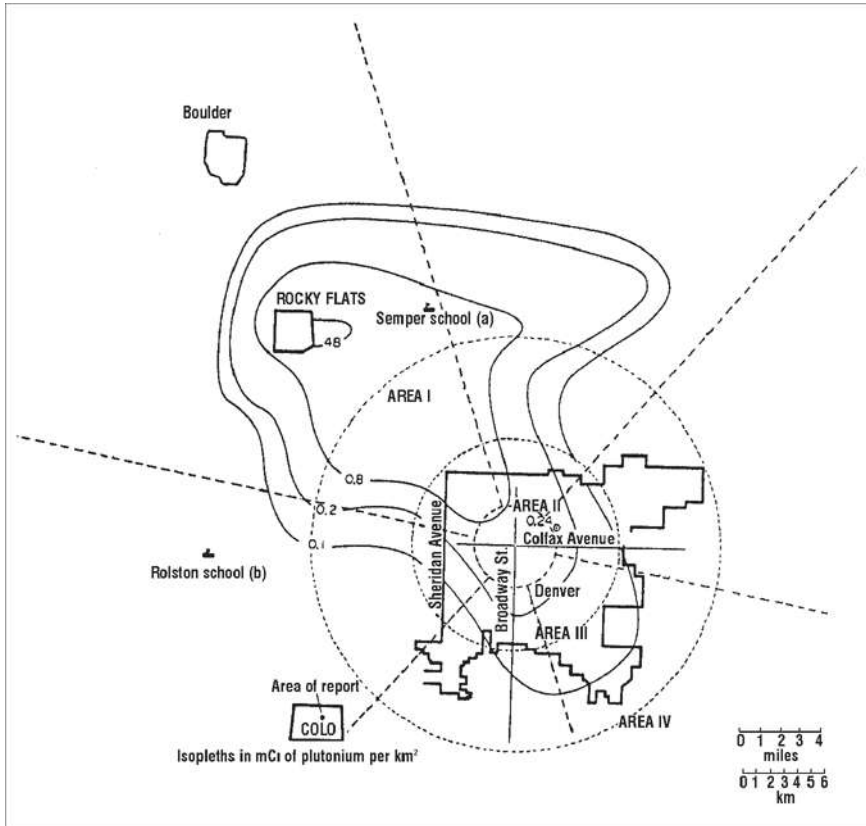 Boulder
ROCKY FLATS
Semper school (a)
48
AREA I
0.8
0.2
0.1
AREA II
0.24
Colfax Avenue
Sheridan Avenue
Broadway St.
Rolston school (b)
Denver
AREA III
AREA IV
Area of report
COLO
Isopleths in mCi of plutonium per km²
0 1 2 3 4
miles
0 1 2 3 4 5 6
km